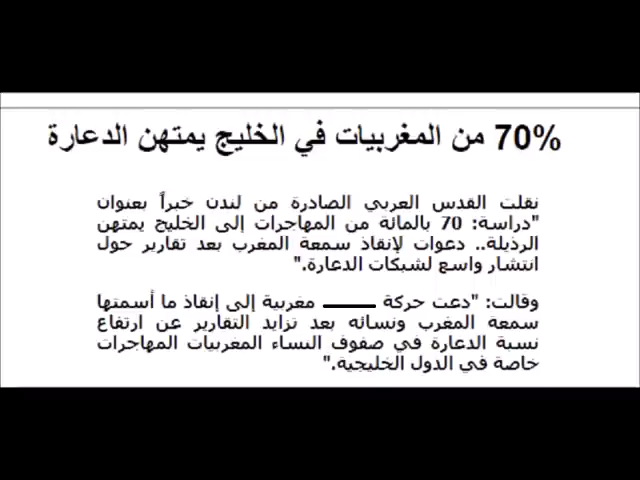 70% من المغربيات في الخليج يمتهن الدعارة
نقلت القدس العربي الصادرة من لندن خبراً بعنوان
"دراسة: 70 بالمائة من المهاجرات إلى الخليج يمتهن
الرذيلة.. دعوات لإنقاذ سمعة المغرب بعد تقارير حول
انتشار واسع لشبكات الدعارة."
وقالت: "دعت حركة ــــــ مغربية إلى إنقاذ ما أسمتها
سمعة المغرب ونسائه بعد تزايد التقارير عن ارتفاع
نسبة الدعارة في صفوف النساء المغربيات المهاجرات
خاصة في الدول الخليجية."